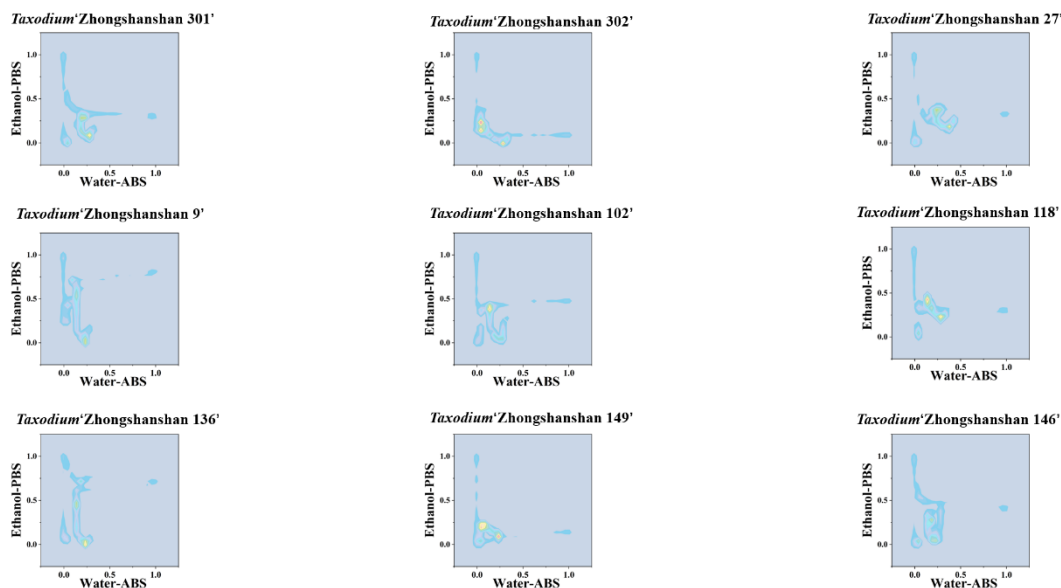 Taxodium‘Zhongshanshan 301’ Taxodium‘Zhongshanshan 302’ Taxodium‘Zhongshanshan 27’
1.0 1.0 1.0
Ethanol-PBS Ethanol-PBS Ethanol-PBS
0.5 0.5 0.5
0.0 0.0 0.0
0.0 0.5 1.0 0.0 0.5 1.0 0.0 0.5 1.0
Water-ABS Water-ABS Water-ABS
Taxodium‘Zhongshanshan 9’ Taxodium‘Zhongshanshan 102’ Taxodium‘Zhongshanshan 118’
1.0 1.0 1.0
Ethanol-PBS Ethanol-PBS Ethanol-PBS
0.5 0.5 0.5
0.0 0.0 0.0
0.0 0.5 1.0 0.0 0.5 1.0 0.0 0.5 1.0
Water-ABS Water-ABS Water-ABS
Taxodium‘Zhongshanshan 136’ Taxodium‘Zhongshanshan 149’ Taxodium‘Zhongshanshan 146’
1.0 1.0 1.0
Ethanol-PBS Ethanol-PBS Ethanol-PBS
0.5 0.5 0.5
0.0 0.0 0.0
0.0 0.5 1.0 0.0 0.5 1.0 0.0 0.5 1.0
Water-ABS Water-ABS Water-ABS